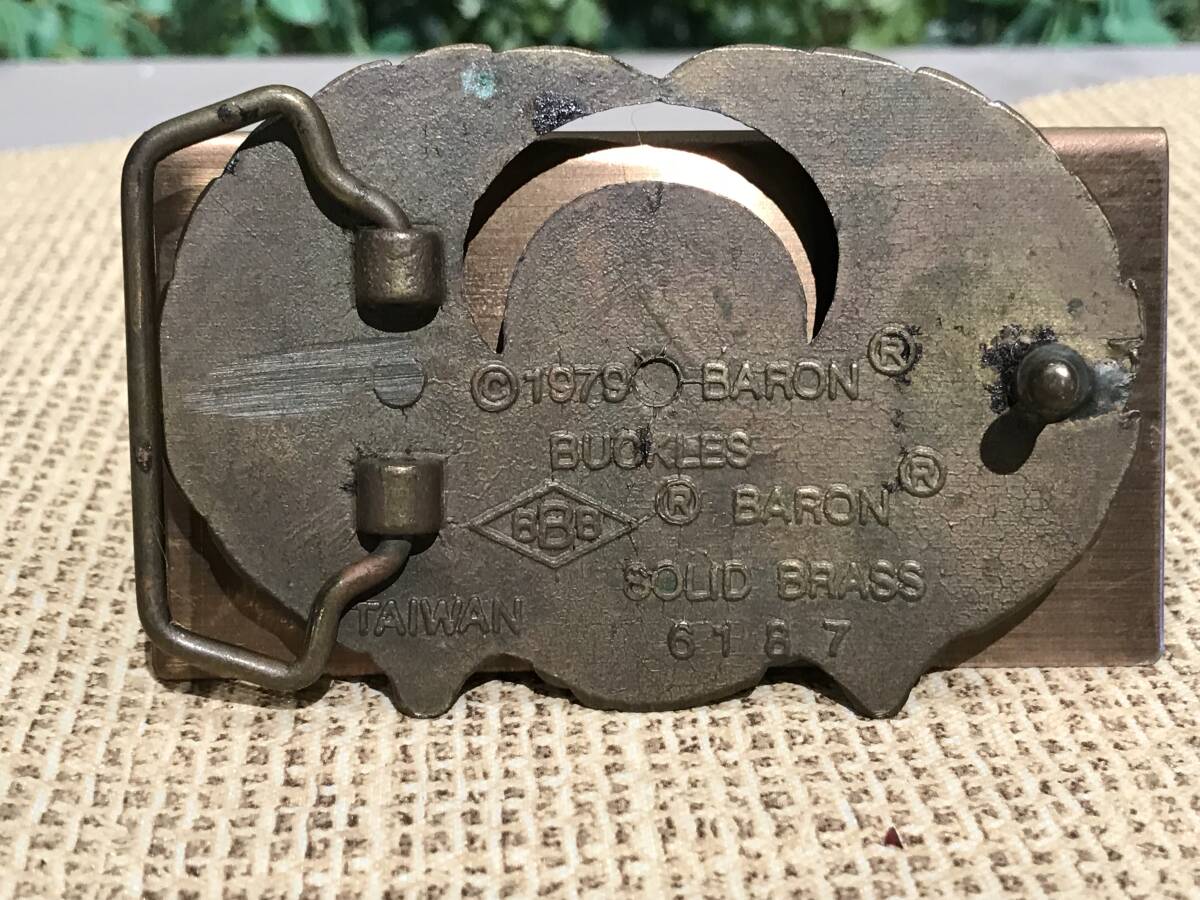 ©1979 BARON®
BUCKLES
BBB ® BARON®
SOLID BRASS
TAIWAN
6187